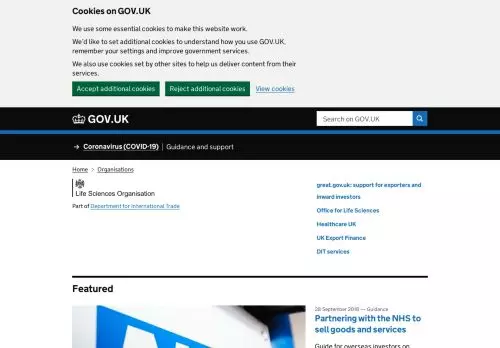 Cookies on GOV.UK
We use some essential cookies to make this website work.
We'd like to set additional cookies to understand how you use GOV.UK,
remember your settings and improve government services.
We also use cookies set by other sites to help us deliver content from their
services.
Accept additional cookies
Reject additional cookies
View cookies
GOV.UK
Search on GOV.UK
→ Coronavirus (COVID-19) Guidance and support
Home > Organisations
Life Sciences Organisation
Part of Department for International Trade
great.gov.uk: support for exporters and
inward investors
Office for Life Sciences
Healthcare UK
UK Export Finance
DIT services
Featured
28 September 2018 — Guidance
Partnering with the NHS to
sell goods and services
Guide for overseas investors on